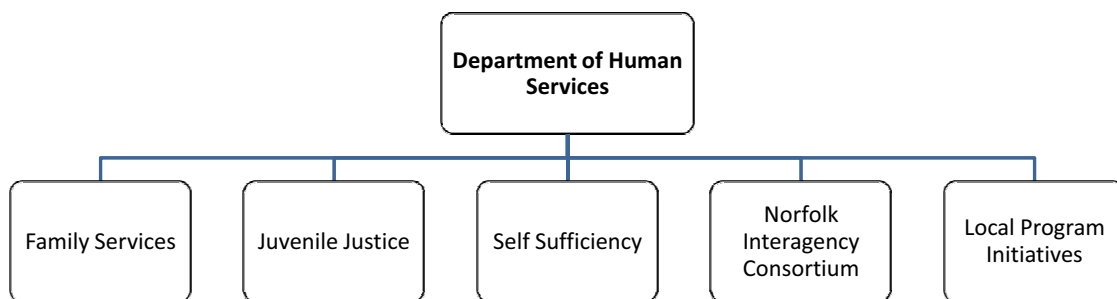 Department of Human
Services
Family Services
Juvenile Justice
Self Sufficiency
Norfolk
Interagency
Consortium
Local Program
Initiatives